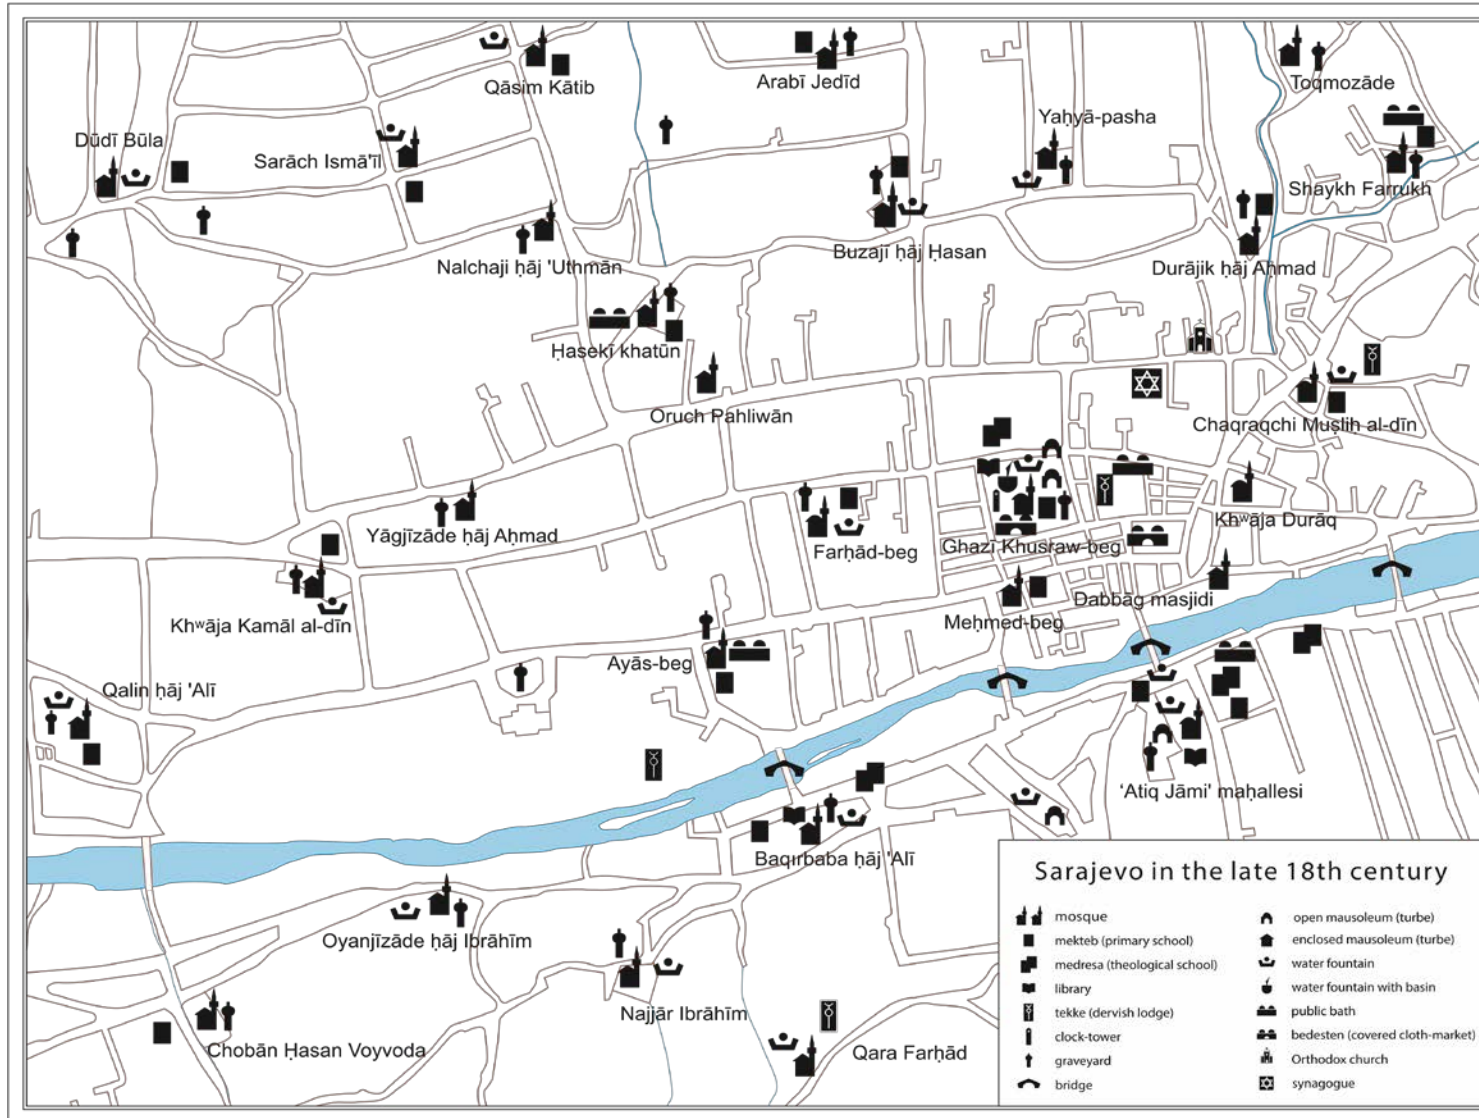 Qāsim Kātib
Arabī Jedīd
Toqmozāde
Dūdī Būla
Sarāch Ismā'īl
Yaḥyā-pasha
Shaykh Farrukh
Nalchaji ḥāj 'Uthmān
Buzajī ḥāj Ḥasan
Durājik ḥāj Aḥmad
Ḥasekī khatūn
Oruch Pahliwān
Chaqraqchi Muṣliḥ al-dīn
Yāgjīzāde ḥāj Aḥmad
Farḥād-beg
Ghazī Khusraw-beg
Khʷāja Durāq
Khʷāja Kamāl al-dīn
Meḥmed-beg
Dabbāg masjidi
Ayās-beg
Qalin ḥāj 'Alī
'Atiq Jāmi' maḥallesi
Baqırbaba ḥāj 'Alī
Oyanjīzāde ḥāj Ibrāhīm
Najjār Ibrāhīm
Chobān Ḥasan Voyvoda
Qara Farḥād
Sarajevo in the late 18th century
mosque
mekteb (primary school)
medresa (theological school)
library
tekke (dervish lodge)
clock-tower
graveyard
bridge
open mausoleum (turbe)
enclosed mausoleum (turbe)
water fountain
water fountain with basin
public bath
bedesten (covered cloth-market)
Orthodox church
synagogue